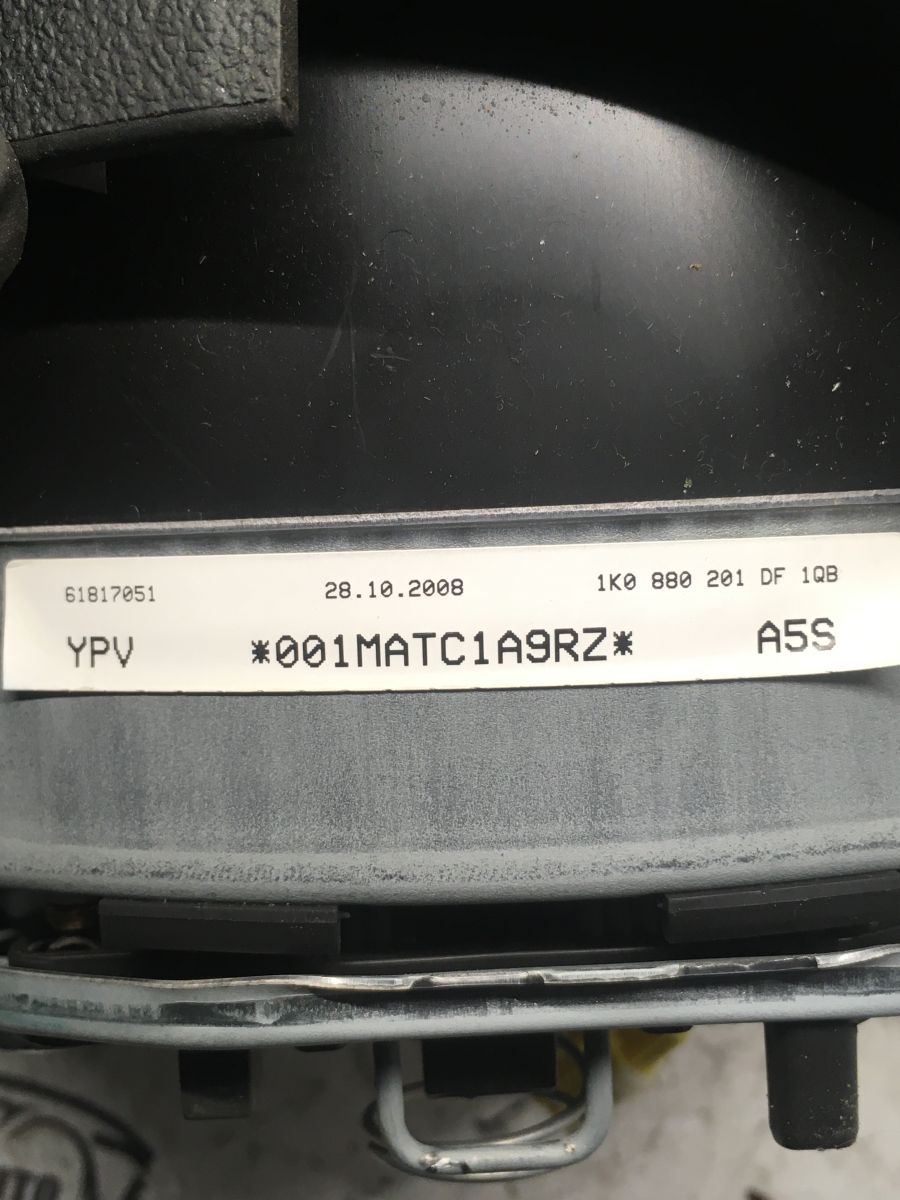 61817051 28.10.2008 1K0 880 201 DF 1QB
YPV *001MATC1A9RZ* A5S